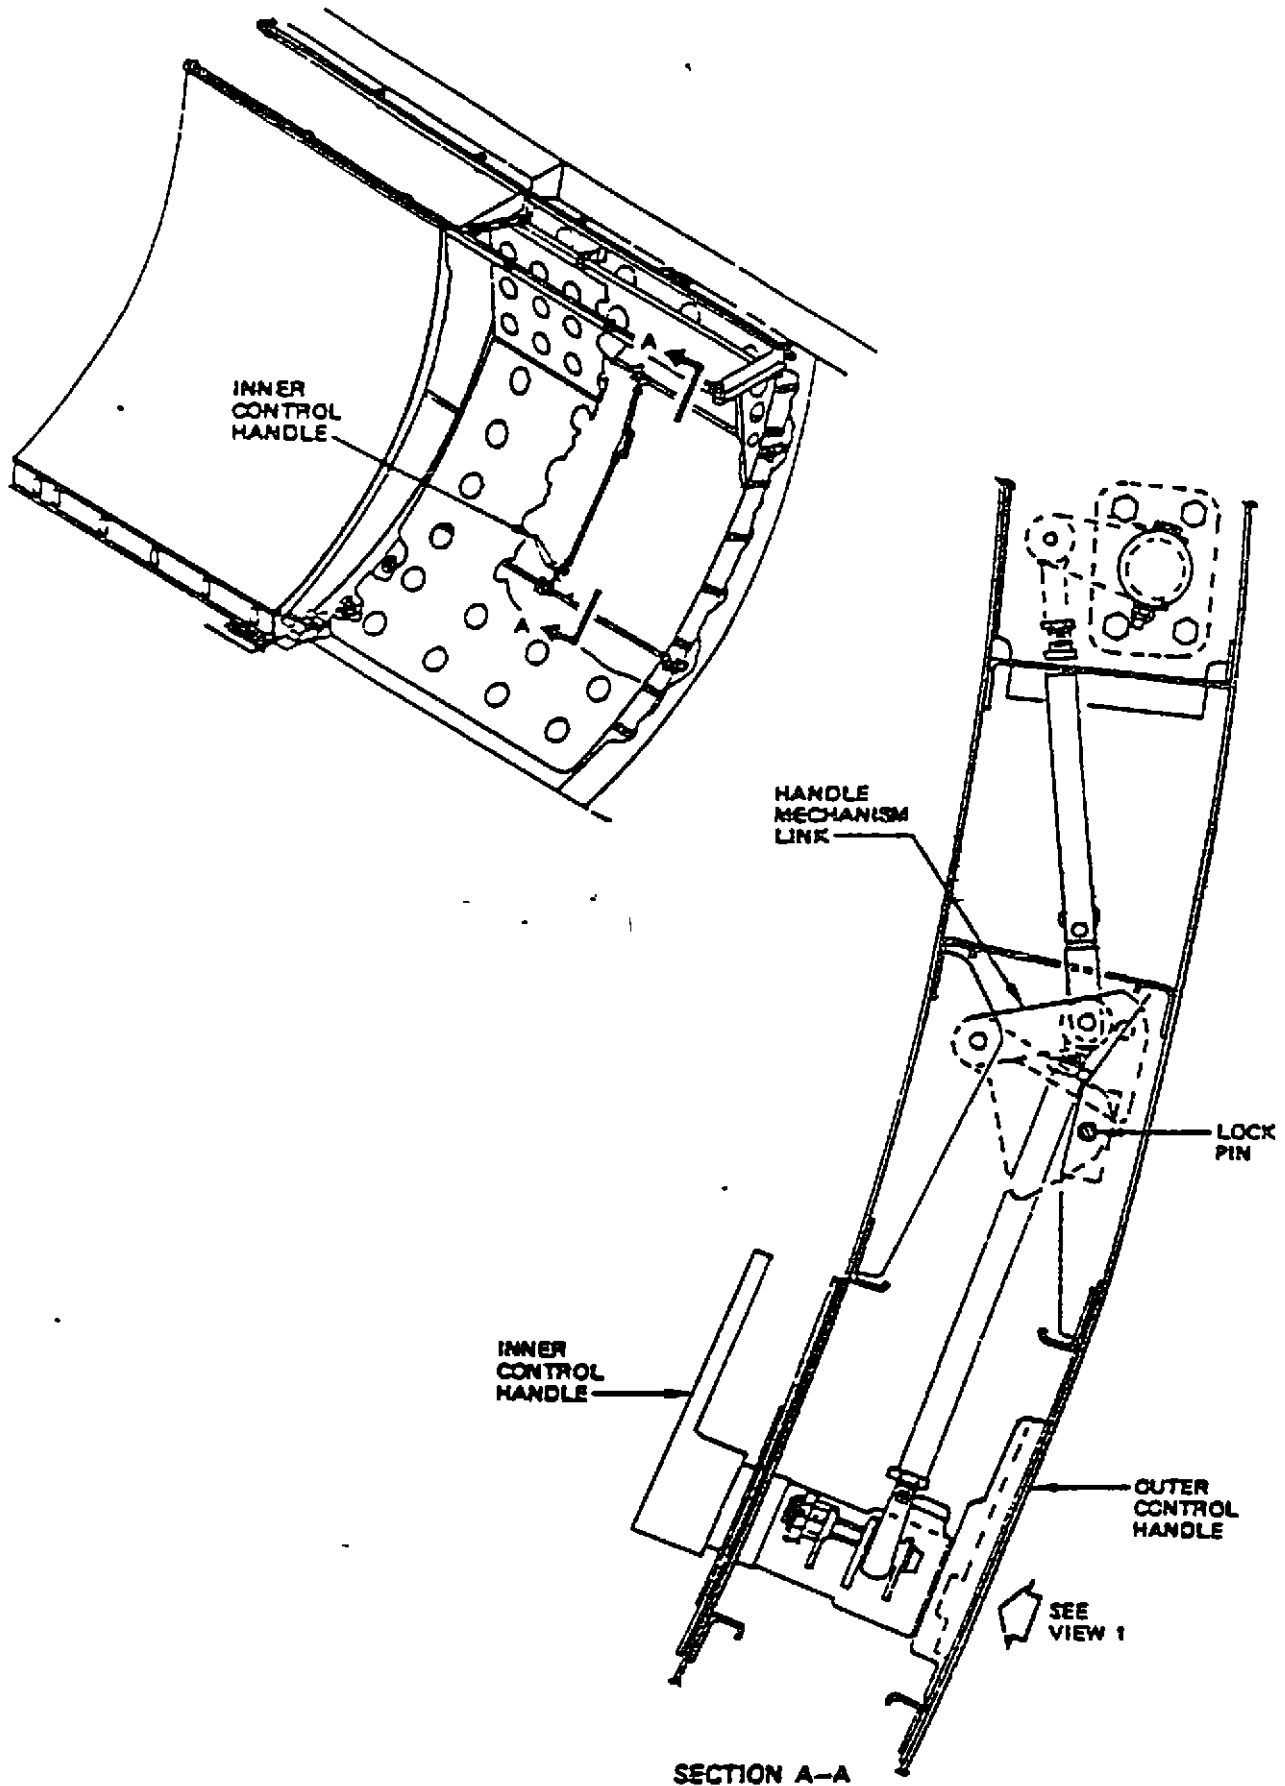 INNER
CONTROL
HANDLE
A
A
HANDLE
MECHANISM
LINK
LOCK
PIN
INNER
CONTROL
HANDLE
OUTER
CONTROL
HANDLE
SEE
VIEW 1
SECTION A-A